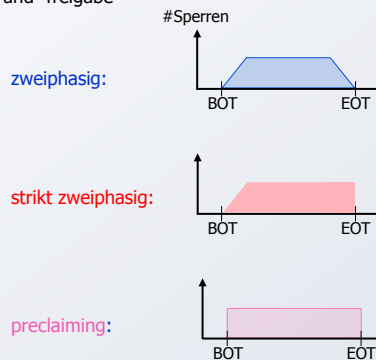 und -freigabe
#Sperren
zweiphasig:
BOT EOT
strikt zweiphasig:
BOT EOT
preclaiming:
BOT EOT